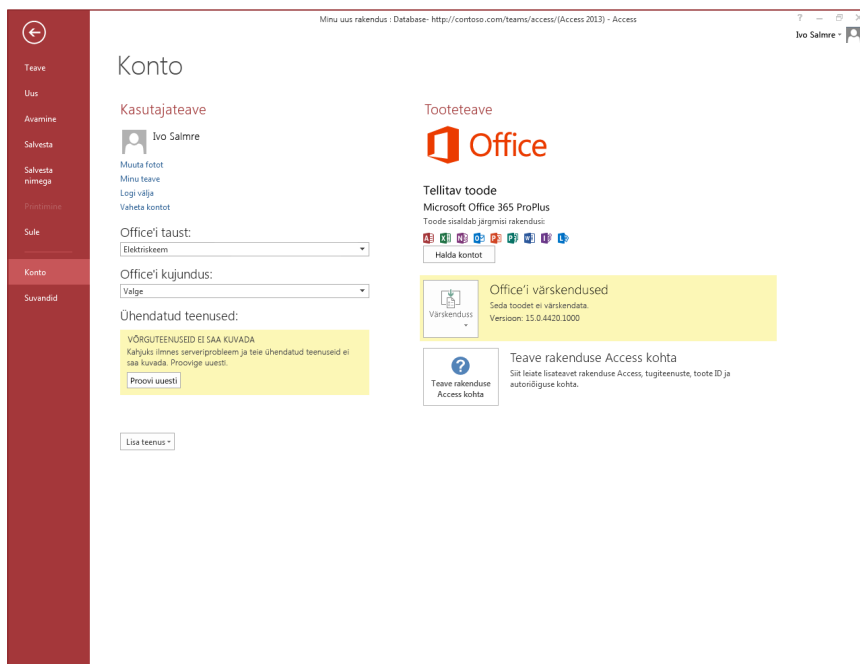 Minu uus rakendus : Database- http://contoso.com/teams/access/(Access 2013) - Access
Ivo Salmre
Teave
Uus
Avamine
Salvesta
Salvesta
nimega
Printimine
Sule
Konto
Suvandid
Konto
Kasutajateave
Ivo Salmre
Muuta fotot
Minu teave
Logi välja
Vaheta kontot
Office'i taust:
Elektriskeem
Office'i kujundus:
Valge
Ühendatud teenused:
VÕRGUTEENUSEID EI SAA KUVADA
Kahjuks ilmnes serveriprobleem ja teie ühendatud teenuseid ei
saa kuvada. Proovige uuesti.
Proovi uuesti
Lisa teenus
Tooteteave
Office
Tellitav toode
Microsoft Office 365 ProPlus
Toode sisaldab järgmisi rakendusi:
Halda kontot
Värskenduss
Office'i värskendused
Seda toodet ei värskendata.
Versioon: 15.0.4420.1000
Teave rakenduse
Access kohta
Teave rakenduse Access kohta
Siit leiate lisateavet rakenduse Access, tugiteenuste, toote ID ja
autoriõiguse kohta.